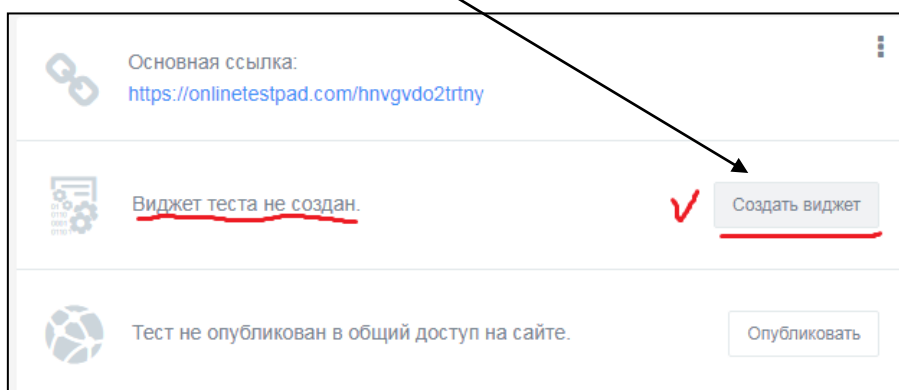 Основная ссылка:
https://onlinetestpad.com/hnvgvdo2trtny
Виджет теста не создан.
Создать виджет
Тест не опубликован в общий доступ на сайте.
Опубликовать